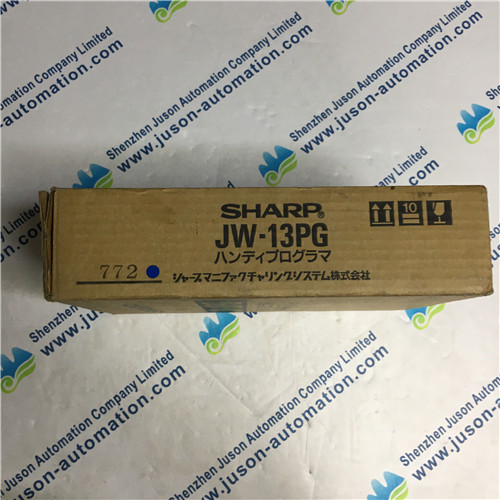 Shenzhen Juson Automation Company Limited
www.juson-automation.com
SHARP®
JW-13PG
ハンディプログラマ
シャープマニファクチャリングシステム株式会社
772
10